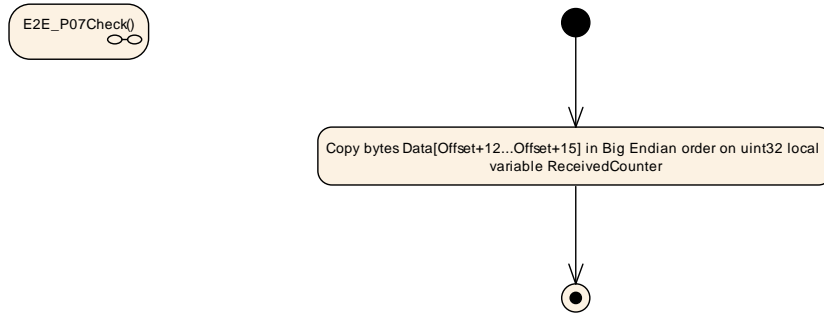 E2E_P07Check()
Copy bytes Data[Offset+12...Offset+15] in Big Endian order on uint32 local
variable ReceivedCounter